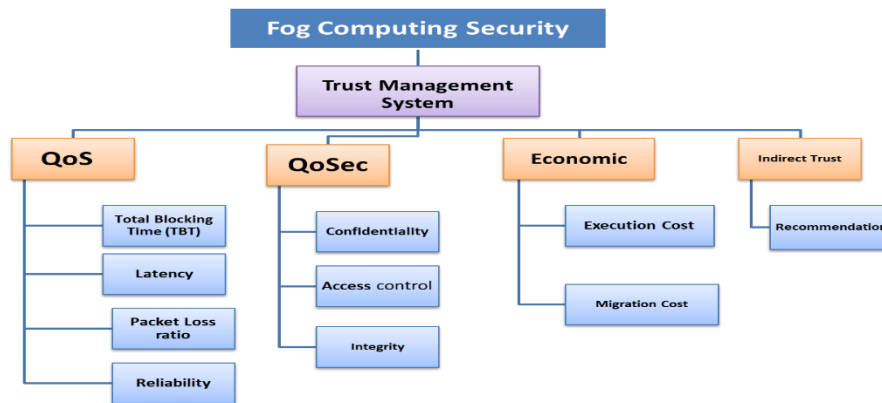 Fog Computing Security
Trust Management
System
QoS
QoSec
Economic
Indirect Trust
Total Blocking
Time (TBT)
Latency
Packet Loss
ratio
Reliability
Confidentiality
Access control
Integrity
Execution Cost
Migration Cost
Recommendation